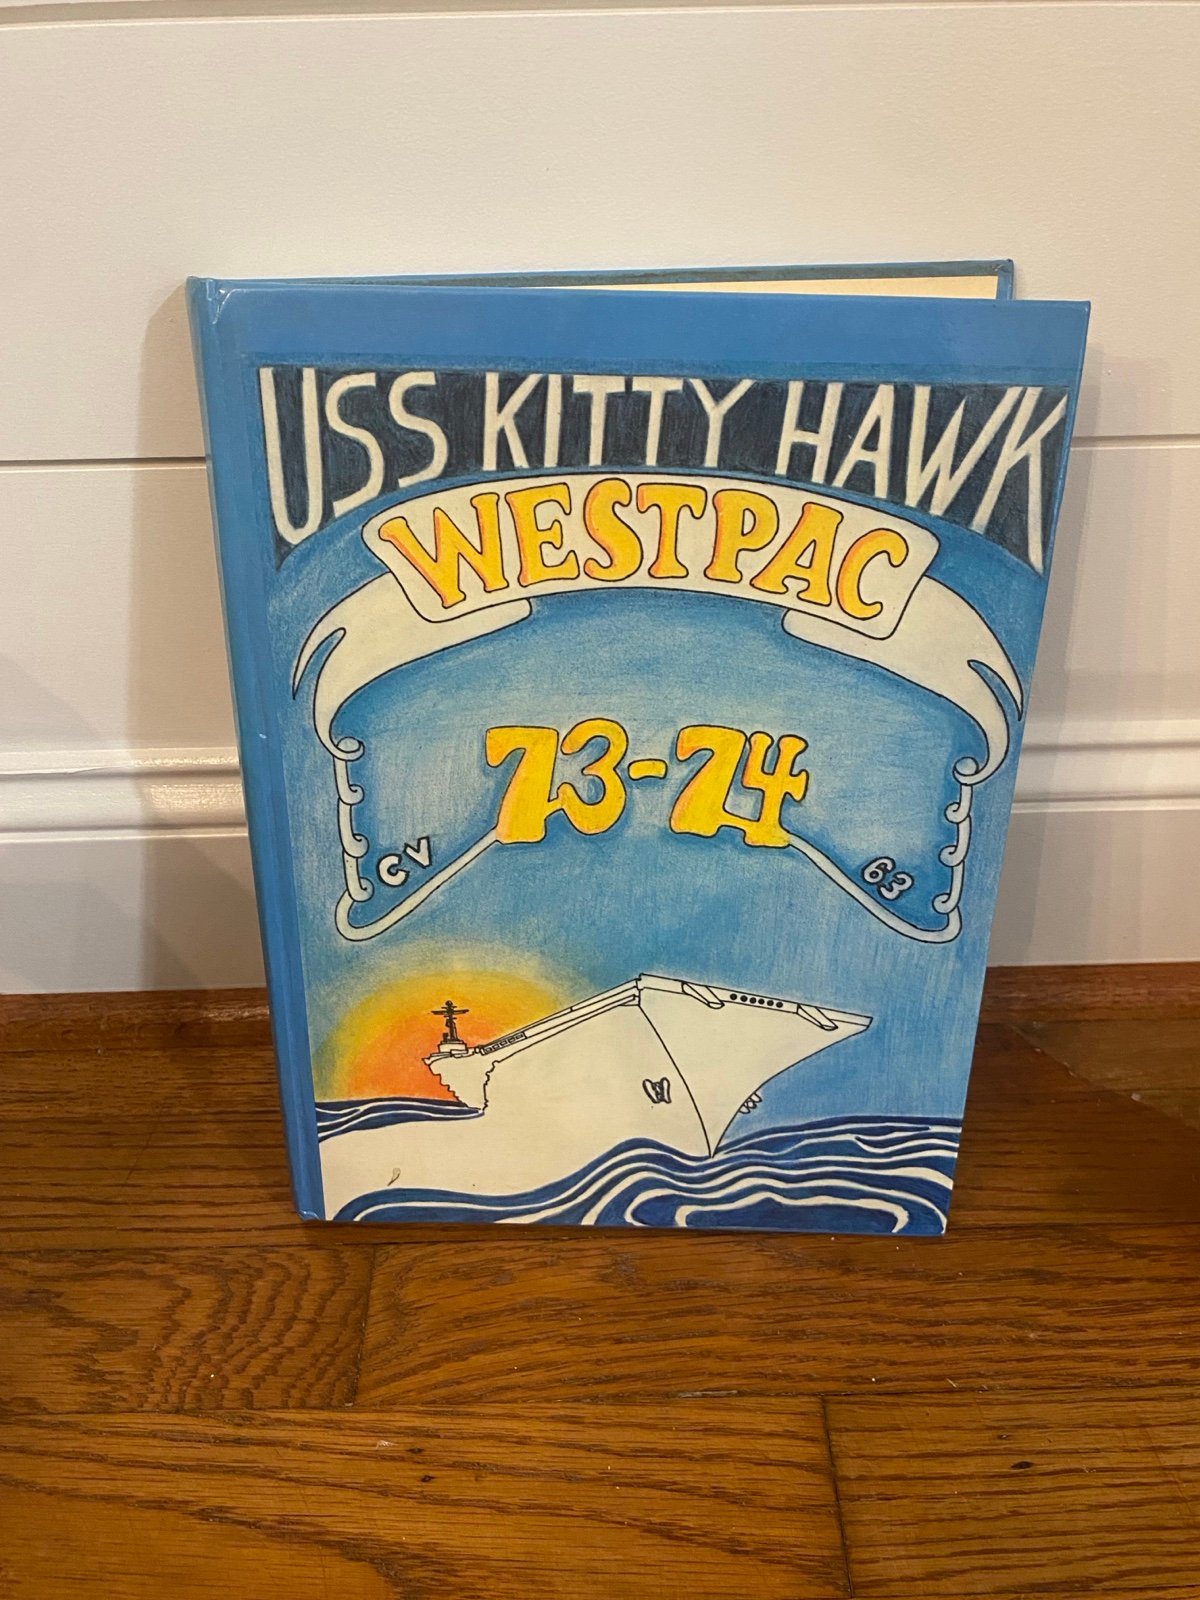 USS KITTY HAWK
WESTPAC
73-74
CV 63